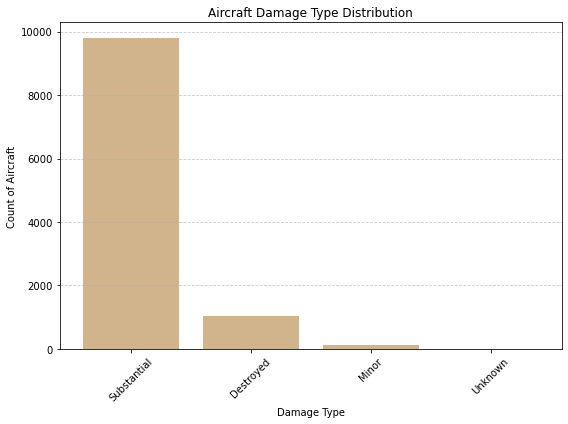 Aircraft Damage Type Distribution
Count of Aircraft
10000
8000
6000
4000
2000
0
Substantial
Destroyed
Minor
Unknown
Damage Type